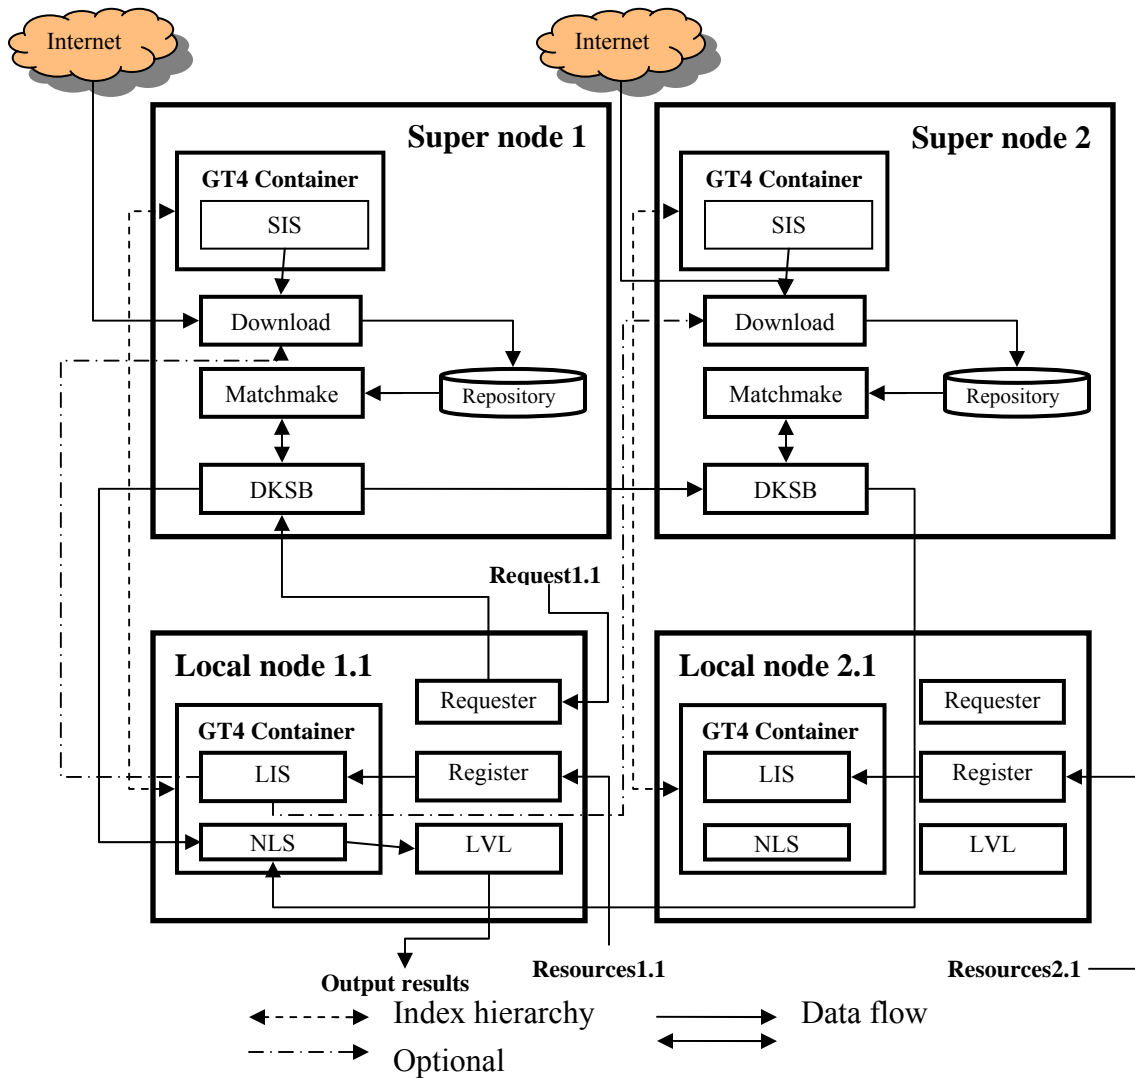 Internet
Internet
Super node 1
Super node 2
GT4 Container
GT4 Container
SIS
SIS
Download
Download
Matchmake
Repository
Matchmake
Repository
DKSB
DKSB
Request1.1
Local node 1.1
Local node 2.1
Requester
Requester
GT4 Container
GT4 Container
LIS
Register
LIS
Register
NLS
LVL
NLS
LVL
Output results
Resources1.1
Resources2.1
Index hierarchy
Data flow
Optional